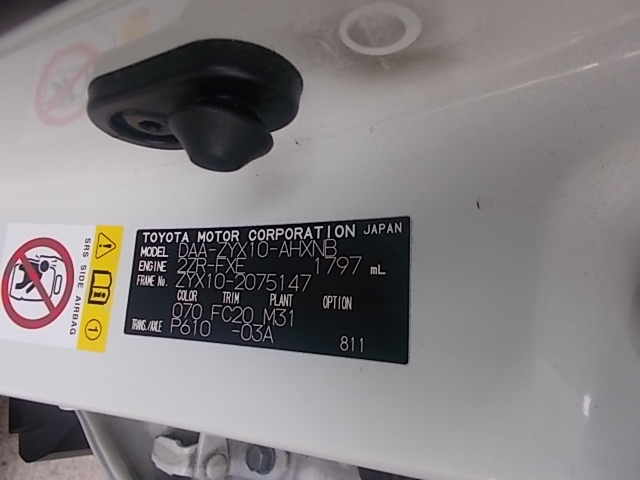 TOYOTA MOTOR CORPORATION JAPAN
MODEL DAA-ZYX10-AHXNB
ENGINE 2ZR-FXE 1797 mL
FRAME No. ZYX10-2075147
COLOR TRIM PLANT OPTION
070 FC20 M31
TRANS./AXLE P610 -03A
811
SRS SIDE AIRBAG
1